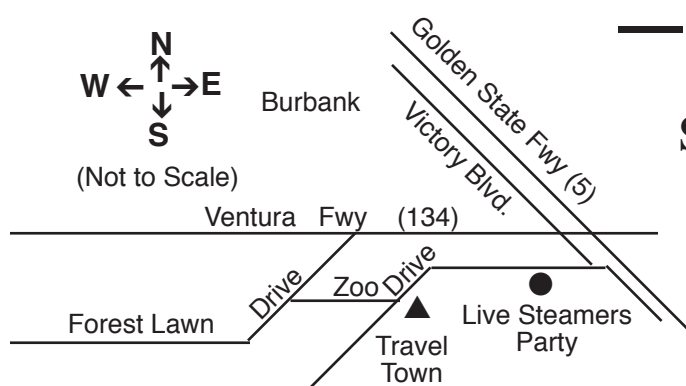 N
W E
S
(Not to Scale)
Burbank
Golden State Fwy (5)
Victory Blvd.
Ventura Fwy (134)
Forest Lawn Drive
Zoo Drive
Travel
Town
Live Steamers
Party